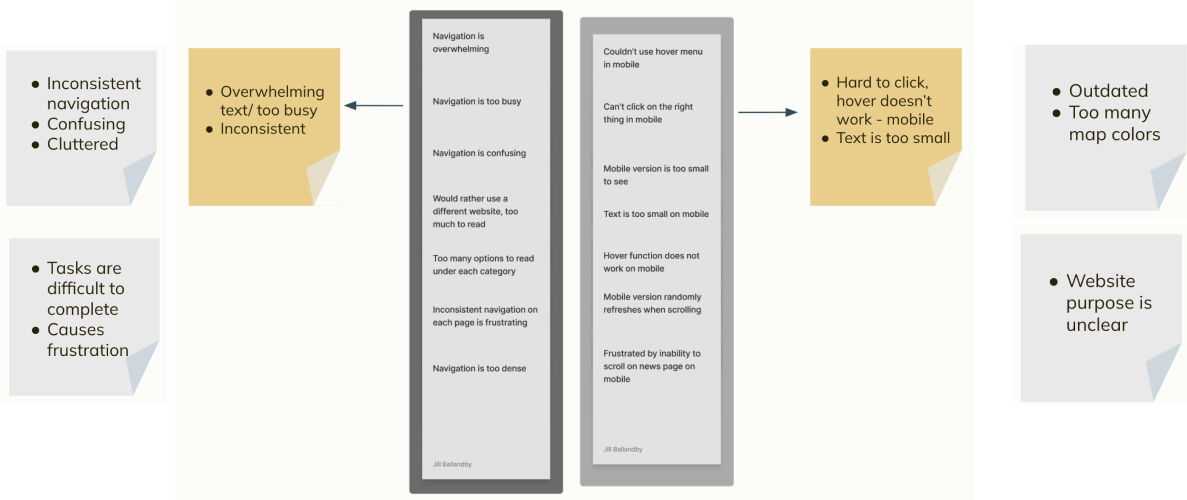 ● Inconsistent
navigation
● Confusing
● Cluttered
● Tasks are
difficult to
complete
● Causes
frustration
● Overwhelming
text/ too busy
● Inconsistent
Navigation is
overwhelming
Navigation is too busy
Navigation is confusing
Would rather use a
different website, too
much to read
Too many options to read
under each category
Inconsistent navigation on
each page is frustrating
Navigation is too dense
Jill Ballandby
Couldn't use hover menu
in mobile
Can't click on the right
thing in mobile
Mobile version is too small
to see
Text is too small on mobile
Hover function does not
work on mobile
Mobile version randomly
refreshes when scrolling
Frustrated by inability to
scroll on news page on
mobile
Jill Ballandby
● Hard to click,
hover doesn't
work - mobile
● Text is too small
● Outdated
● Too many
map colors
● Website
purpose is
unclear